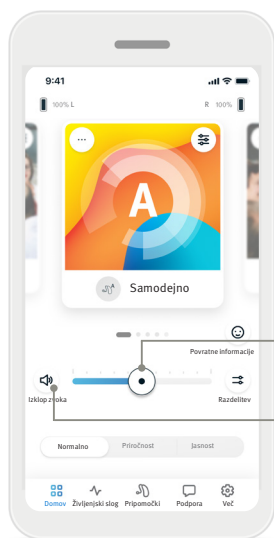 9:41
100% L R 100%
A
Samodejno
Povratne informacije
Izklop zvoka Razdelitev
Normalno Priročnost Jasnost
Domov Življenjski slog Pripomočki Podpora Več